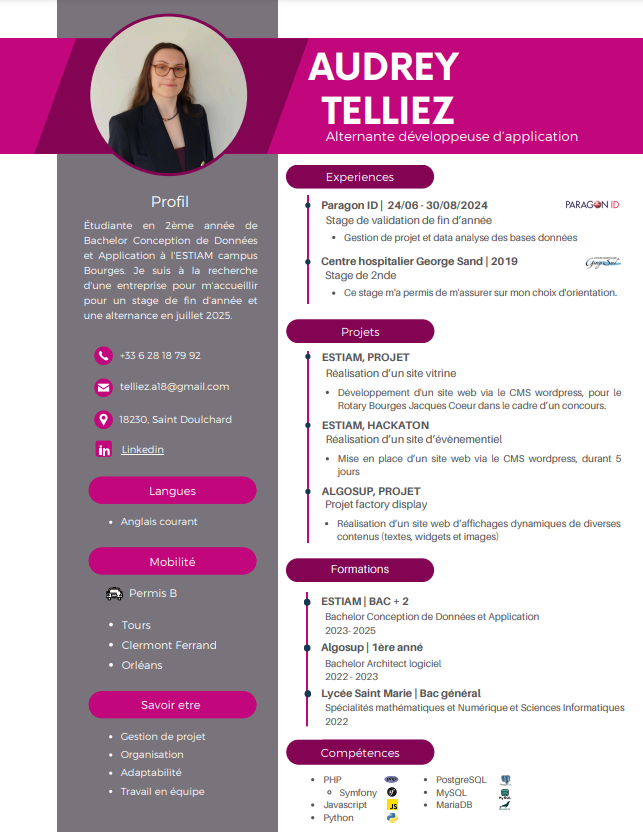 AUDREY
TELLIEZ
Alternante développeuse d'application
Profil
Étudiante en 2ème année de
Bachelor Conception de Données
et Application à l'ESTIAM campus
Bourges. Je suis à la recherche
d'une entreprise pour m'accueillir
pour un stage de fin d'année et
une alternance en juillet 2025.
+33 6 28 18 79 92
telliez.a18@gmail.com
18230, Saint Doulchard
Linkedin
Langues
Anglais courant
Mobilité
Permis B
Tours
Clermont Ferrand
Orléans
Savoir etre
Gestion de projet
Organisation
Adaptabilité
Travail en équipe
Experiences
Paragon ID | 24/06 - 30/08/2024
PARAGON ID
Stage de validation de fin d'année
Gestion de projet et data analyse des bases données
Centre hospitalier George Sand | 2019
George Sand
Stage de 2nde
Ce stage m'a permis de m'assurer sur mon choix d'orientation.
Projets
ESTIAM, PROJET
Réalisation d'un site vitrine
Développement d'un site web via le CMS wordpress, pour le
Rotary Bourges Jacques Coeur dans le cadre d'un concours.
ESTIAM, HACKATON
Réalisation d'un site d'évènementiel
Mise en place d'un site web via le CMS wordpress, durant 5
jours
ALGOSUP, PROJET
Projet factory display
Réalisation d'un site web d'affichages dynamiques de diverses
contenus (textes, widgets et images)
Formations
ESTIAM | BAC + 2
Bachelor Conception de Données et Application
2023- 2025
Algosup | 1ère anné
Bachelor Architect logiciel
2022 - 2023
Lycée Saint Marie | Bac général
Spécialités mathématiques et Numérique et Sciences Informatiques
2022
Compétences
PHP
php
Symfony
sf
Javascript
JS
Python
PostgreSQL
MySQL
MySQL
MariaDB